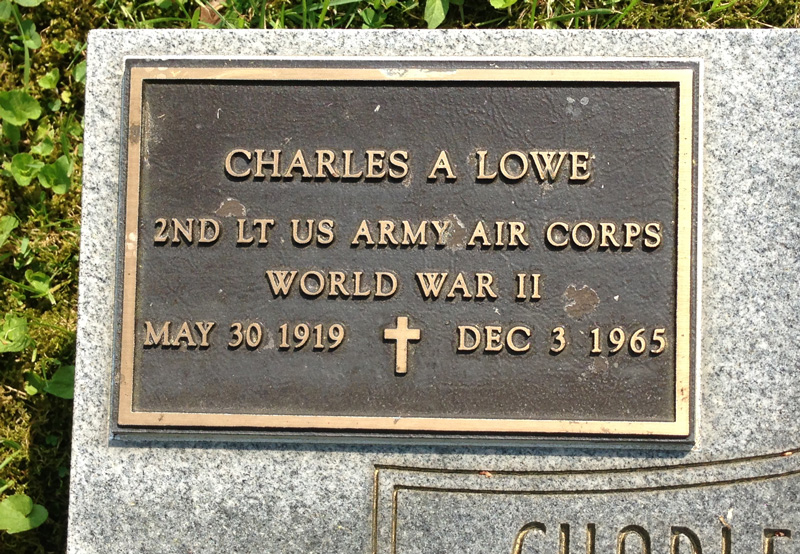 CHARLES A LOWE
2ND LT US ARMY AIR CORPS
WORLD WAR II
MAY 30 1919 DEC 3 1965